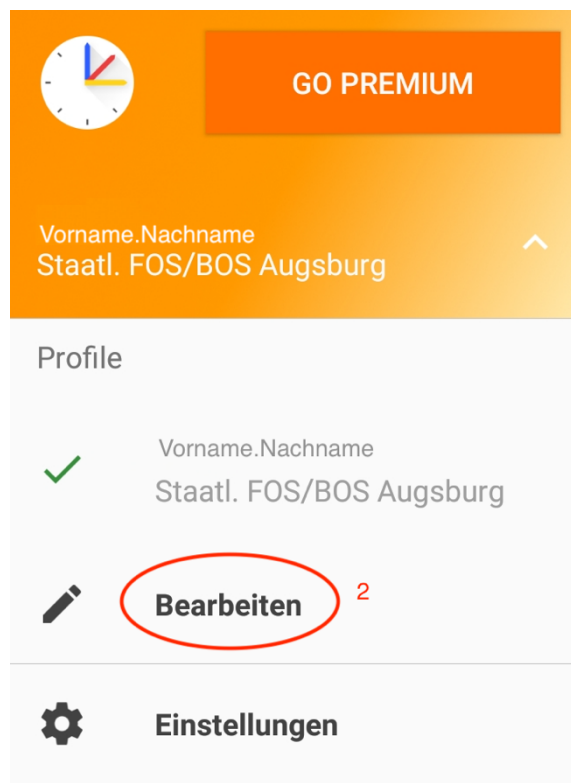 GO PREMIUM
Vorname.Nachname
Staatl. FOS/BOS Augsburg
Profile
Vorname.Nachname
Staatl. FOS/BOS Augsburg
Bearbeiten 2
Einstellungen